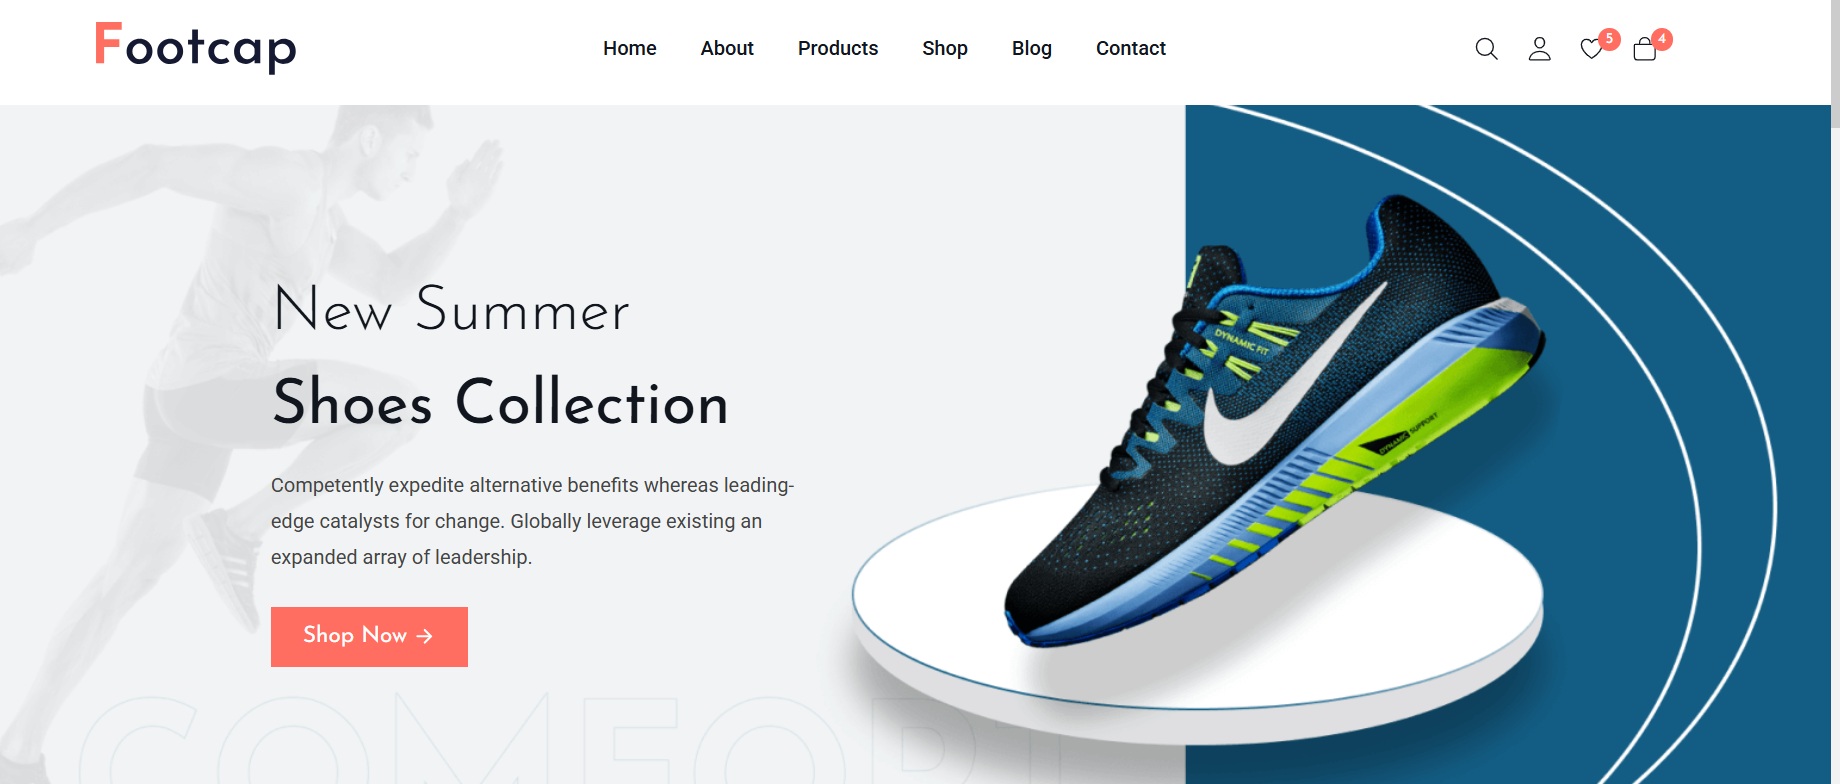 Footcap
Home About Products Shop Blog Contact
5 4
New Summer
Shoes Collection
Competently expedite alternative benefits whereas leading-
edge catalysts for change. Globally leverage existing an
expanded array of leadership.
Shop Now →
DYNAMIC FIT
DYNAMIC SUPPORT
COMFORT